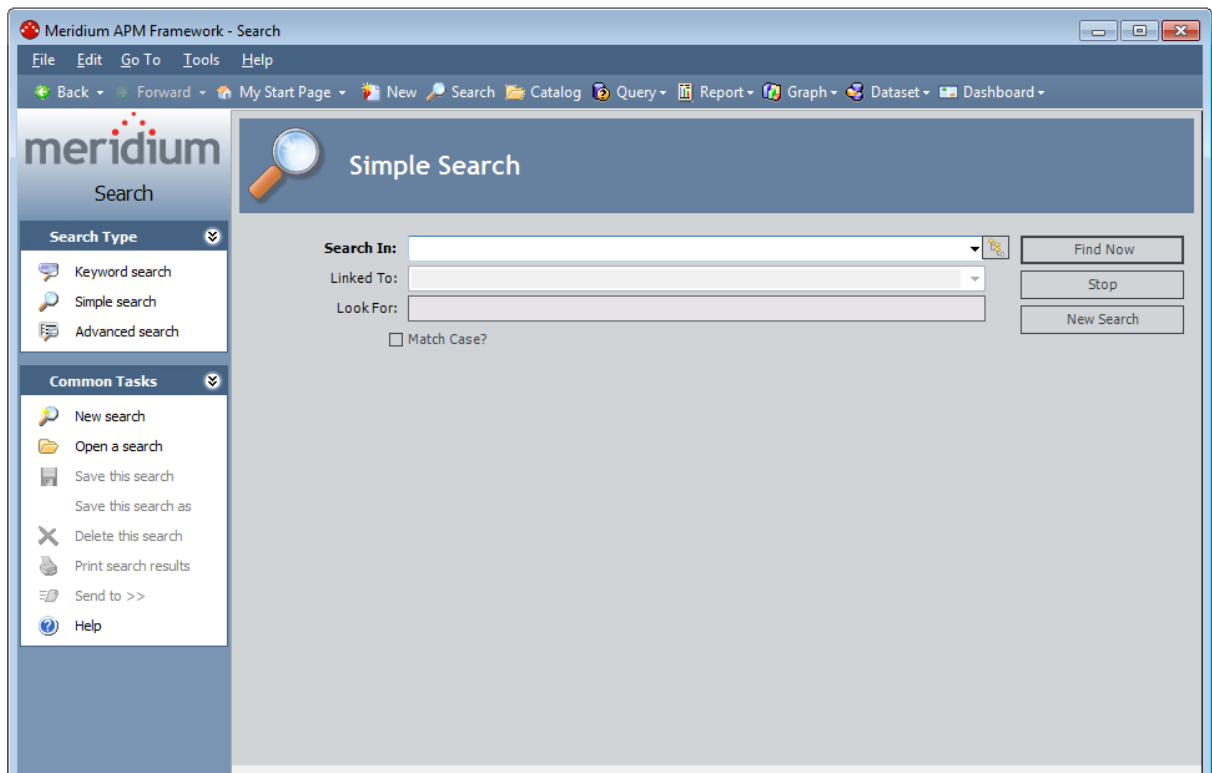 Meridium APM Framework - Search
File Edit Go To Tools Help
Back Forward My Start Page New Search Catalog Query Report Graph Dataset Dashboard
meridium
Search
Simple Search
Search Type
Keyword search
Simple search
Advanced search
Common Tasks
New search
Open a search
Save this search
Save this search as
Delete this search
Print search results
Send to >>
Help
Search In:
Linked To:
Look For:
Match Case?
Find Now
Stop
New Search